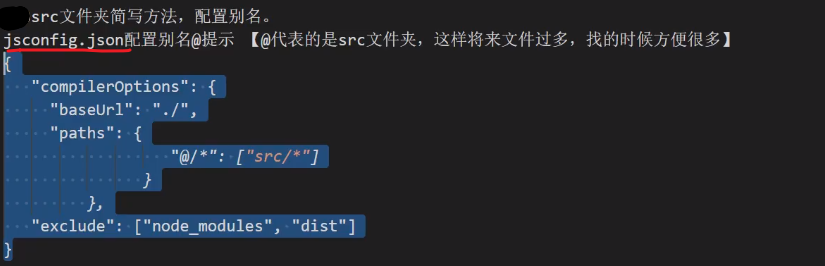 src文件夹简写方法，配置别名。
jsconfig.json配置别名@提示 【@代表的是src文件夹，这样将来文件过多，找的时候方便很多】
{
"compilerOptions": {
"baseUrl": "./",
"paths": {
"@/*": ["src/*"]
}
},
"exclude": ["node_modules", "dist"]
}